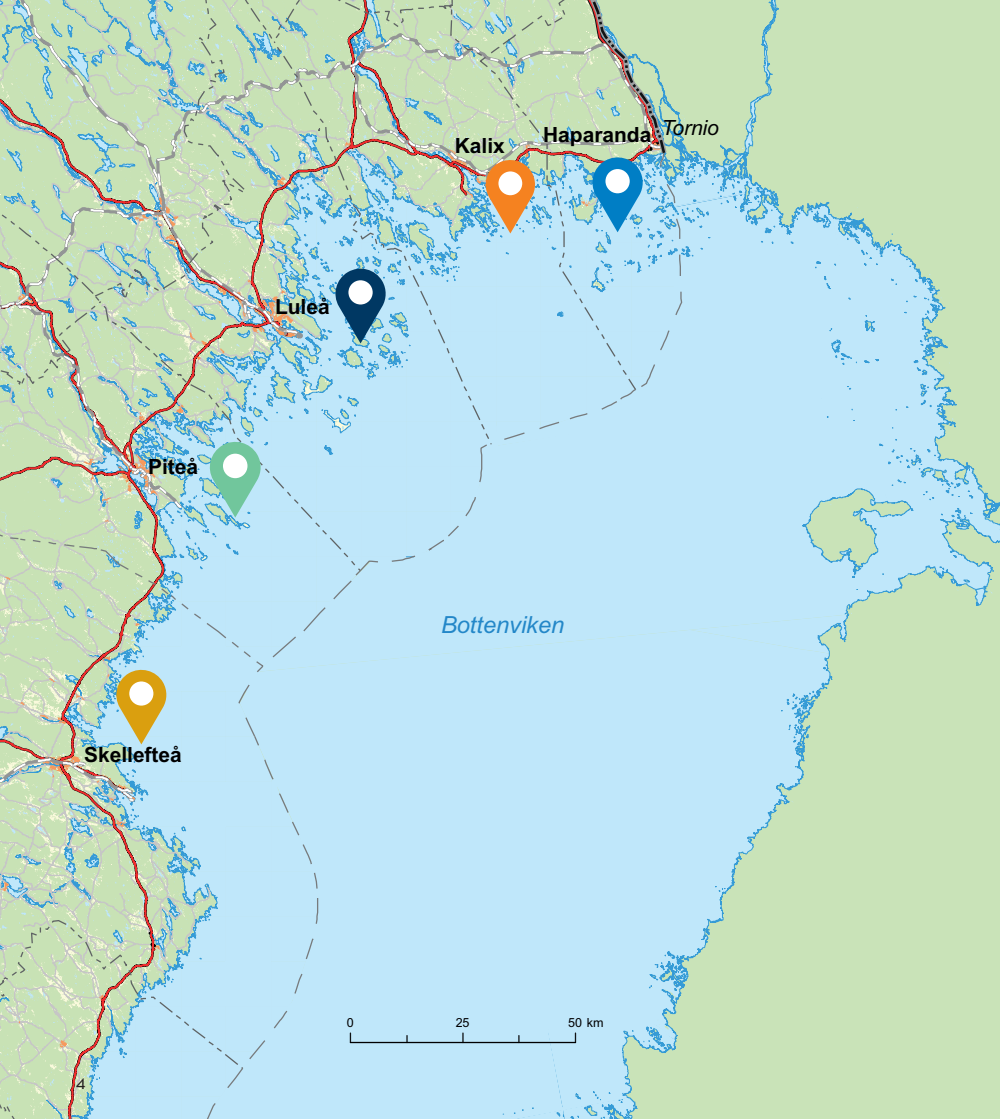 Tornio
Haparanda
Kalix
Luleå
Piteå
Bottenviken
Skellefteå
0 25 50 km
4